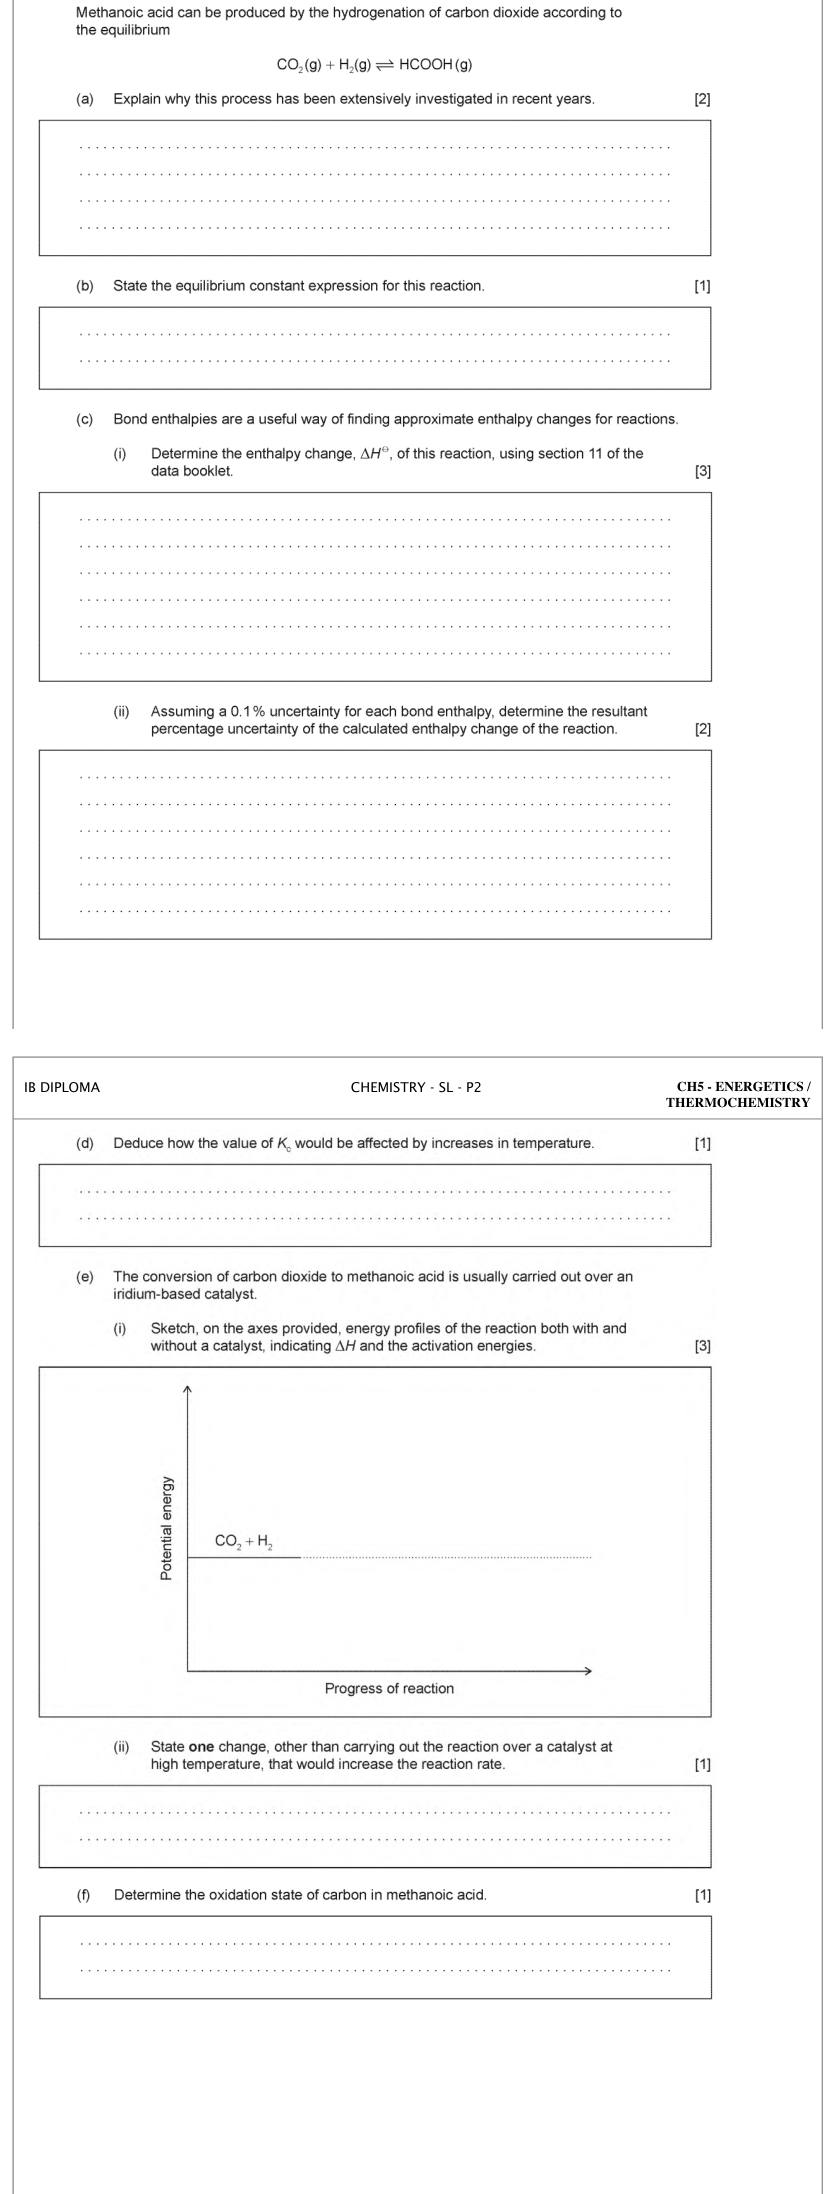 Methanoic acid can be produced by the hydrogenation of carbon dioxide according to
the equilibrium
CO₂(g) + H₂(g) ⇌ HCOOH(g)
(a) Explain why this process has been extensively investigated in recent years. [2]
(b) State the equilibrium constant expression for this reaction. [1]
(c) Bond enthalpies are a useful way of finding approximate enthalpy changes for reactions.
(i) Determine the enthalpy change, ΔH⊖, of this reaction, using section 11 of the
data booklet. [3]
(ii) Assuming a 0.1% uncertainty for each bond enthalpy, determine the resultant
percentage uncertainty of the calculated enthalpy change of the reaction. [2]
IB DIPLOMA CHEMISTRY - SL - P2 CH5 - ENERGETICS /
THERMOCHEMISTRY
(d) Deduce how the value of Kc would be affected by increases in temperature. [1]
(e) The conversion of carbon dioxide to methanoic acid is usually carried out over an
iridium-based catalyst.
(i) Sketch, on the axes provided, energy profiles of the reaction both with and
without a catalyst, indicating ΔH and the activation energies. [3]
Potential energy
CO₂ + H₂
Progress of reaction
(ii) State one change, other than carrying out the reaction over a catalyst at
high temperature, that would increase the reaction rate. [1]
(f) Determine the oxidation state of carbon in methanoic acid. [1]